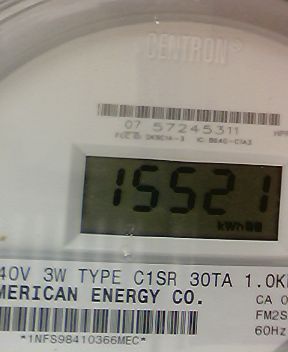 CENTRON®
07 57245311
15521
kWh
40V 3W TYPE C1SR 30TA 1.0K
MERICAN ENERGY CO.
CA 0
FM2S
60Hz
*1NFS98410366MEC*